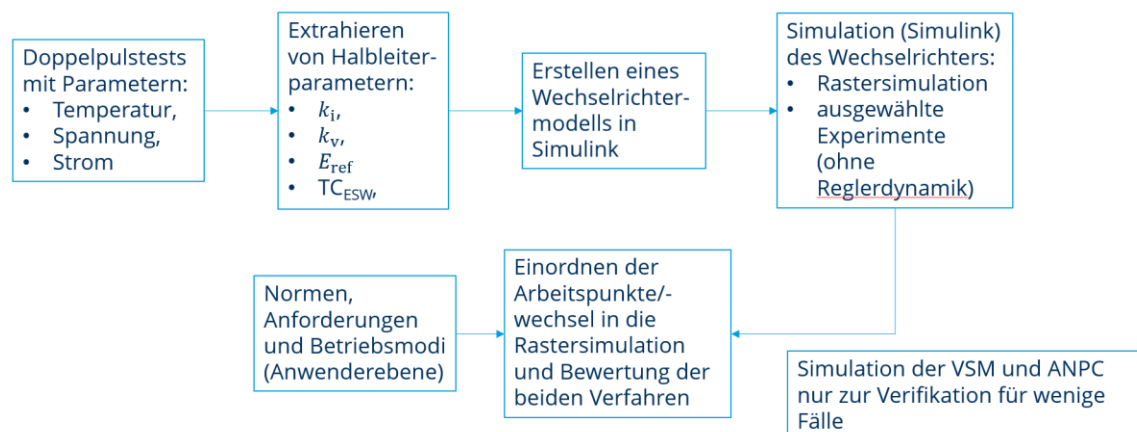 Doppelpulstests
mit Parametern:
• Temperatur,
• Spannung,
• Strom
Extrahieren
von Halbleiter-
parametern:
• kᵢ,
• kᵥ,
• E_ref
• TC_ESW,
Erstellen eines
Wechselrichter-
modells in
Simulink
Simulation (Simulink)
des Wechselrichters:
• Rastersimulation
• ausgewählte
Experimente
(ohne
Reglerdynamik)
Normen,
Anforderungen
und Betriebsmodi
(Anwenderebene)
Einordnen der
Arbeitspunkte/-
wechsel in die
Rastersimulation
und Bewertung der
beiden Verfahren
Simulation der VSM und ANPC
nur zur Verifikation für wenige
Fälle